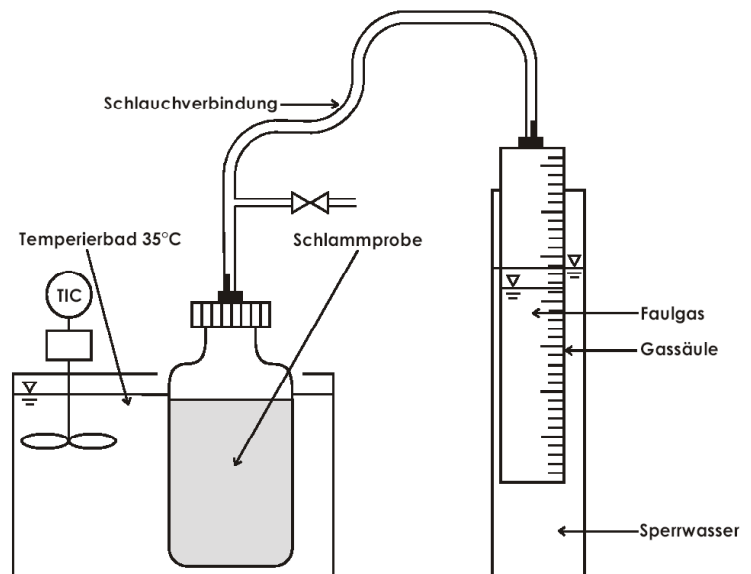 Schlauchverbindung
Temperierbad 35°C
Schlammprobe
TIC
Faulgas
Gassäule
Sperrwasser